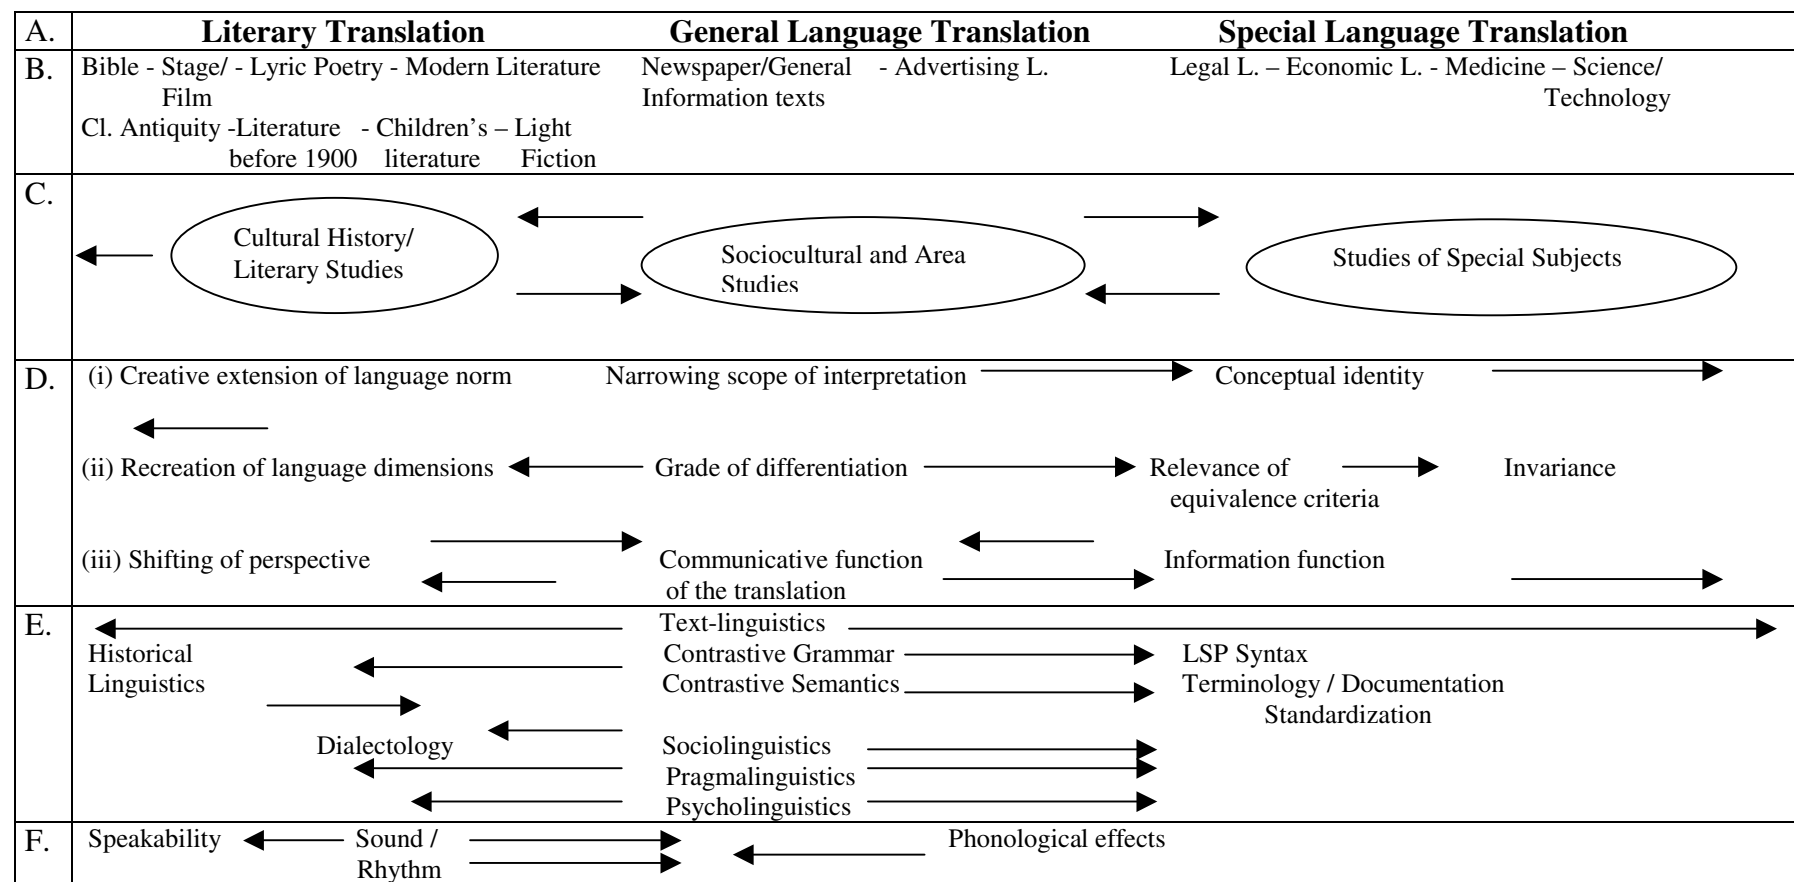 A. Literary Translation General Language Translation Special Language Translation
B. Bible - Stage/ - Lyric Poetry - Modern Literature Newspaper/General - Advertising L. Legal L. – Economic L. - Medicine – Science/
Film Information texts Technology
Cl. Antiquity -Literature - Children's – Light
before 1900 literature Fiction
C.
Cultural History/
Literary Studies
Sociocultural and Area
Studies
Studies of Special Subjects
D. (i) Creative extension of language norm Narrowing scope of interpretation Conceptual identity
(ii) Recreation of language dimensions Grade of differentiation Relevance of Invariance
equivalence criteria
(iii) Shifting of perspective Communicative function Information function
of the translation
E. Text-linguistics
Historical Contrastive Grammar LSP Syntax
Linguistics Contrastive Semantics Terminology / Documentation
Standardization
Dialectology Sociolinguistics
Pragmalinguistics
Psycholinguistics
F. Speakability Sound / Phonological effects
Rhythm